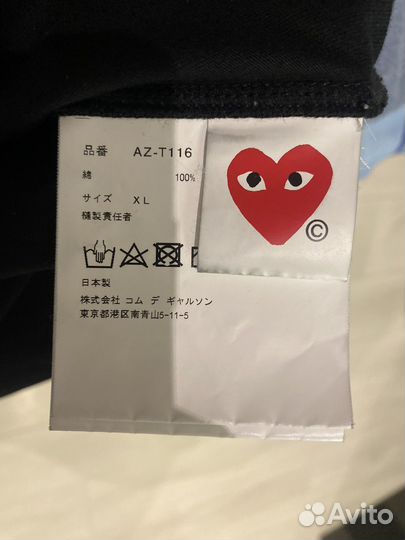 品番 AZ-T116
綿 100%
サイズ XL
縫製責任者
©
日本製
株式会社 コム デ ギャルソン
東京都港区南青山5-11-5
Avito